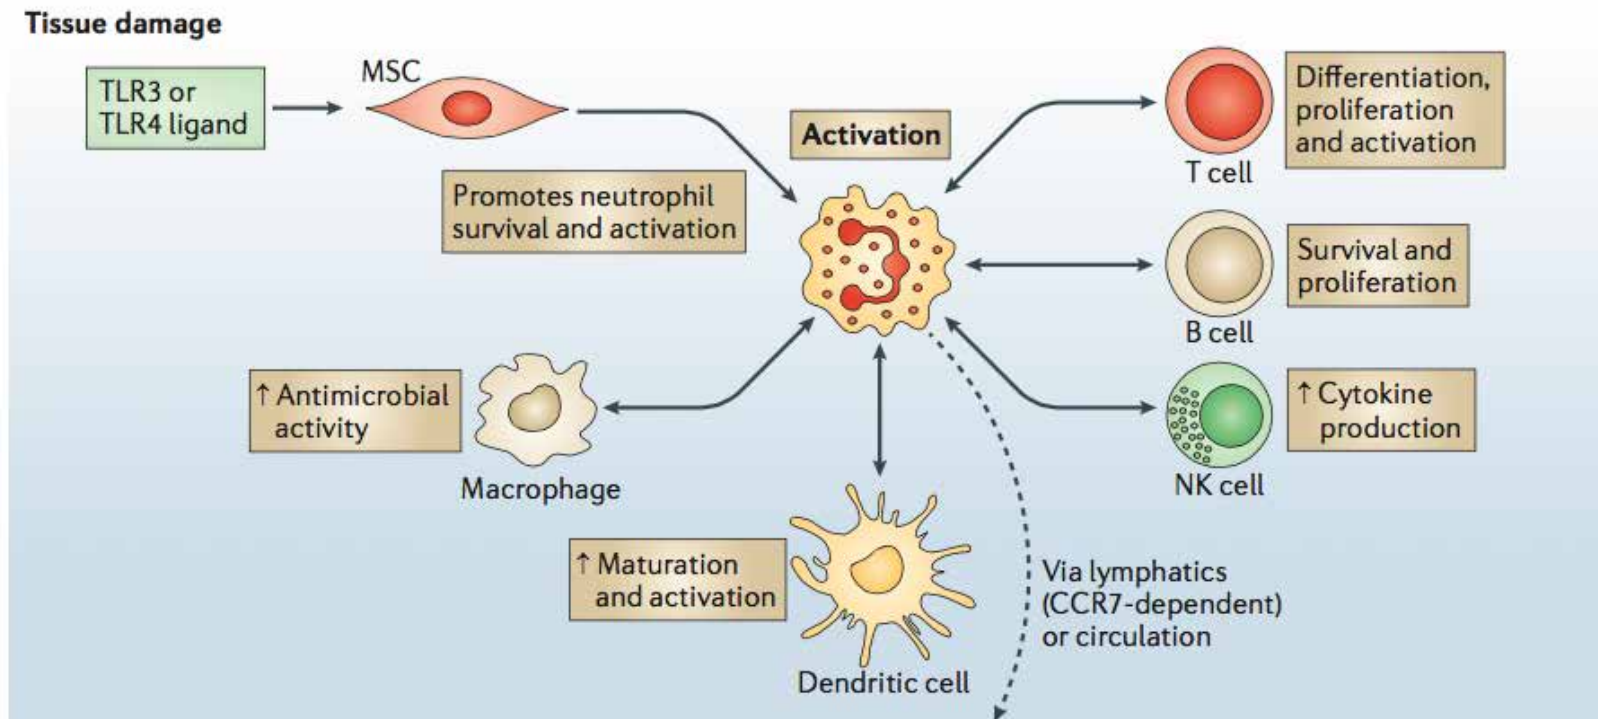 Tissue damage
TLR3 or
TLR4 ligand
MSC
Promotes neutrophil
survival and activation
Activation
T cell
Differentiation,
proliferation
and activation
B cell
Survival and
proliferation
NK cell
↑ Cytokine
production
↑ Antimicrobial
activity
Macrophage
↑ Maturation
and activation
Dendritic cell
Via lymphatics
(CCR7-dependent)
or circulation